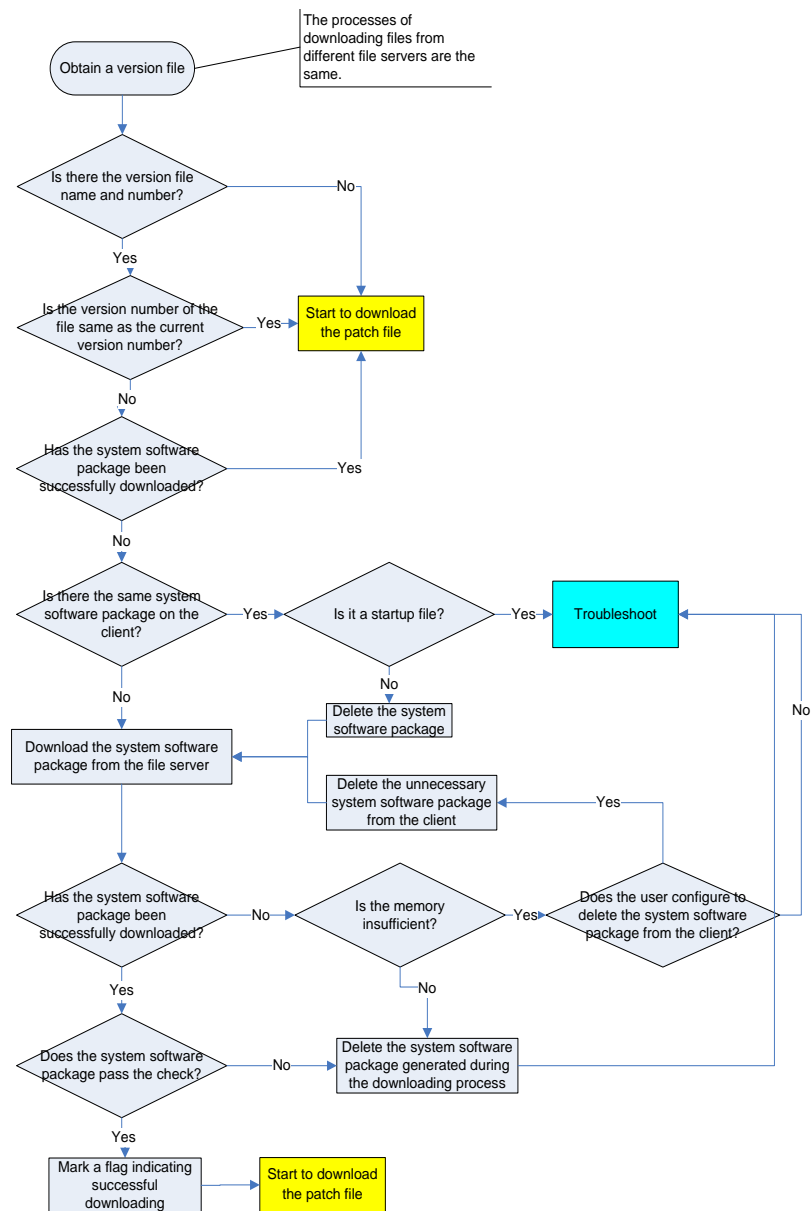 The processes of
downloading files from
different file servers are the
same.
Obtain a version file
Is there the version file
name and number?
No
Yes
Is the version number of the
file same as the current
version number?
Yes
Start to download
the patch file
No
Has the system software
package been
successfully downloaded?
Yes
No
Is there the same system
software package on the
client?
Yes
Is it a startup file?
Yes
Troubleshoot
No
No
No
Delete the system
software package
Download the system software
package from the file server
Delete the unnecessary
system software package
from the client
Yes
Has the system software
package been
successfully downloaded?
No
Is the memory
insufficient?
Yes
Does the user configure to
delete the system software
package from the client?
Yes
No
Does the system software
package pass the check?
No
Delete the system software
package generated during
the downloading process
Yes
Mark a flag indicating
successful
downloading
Start to download
the patch file